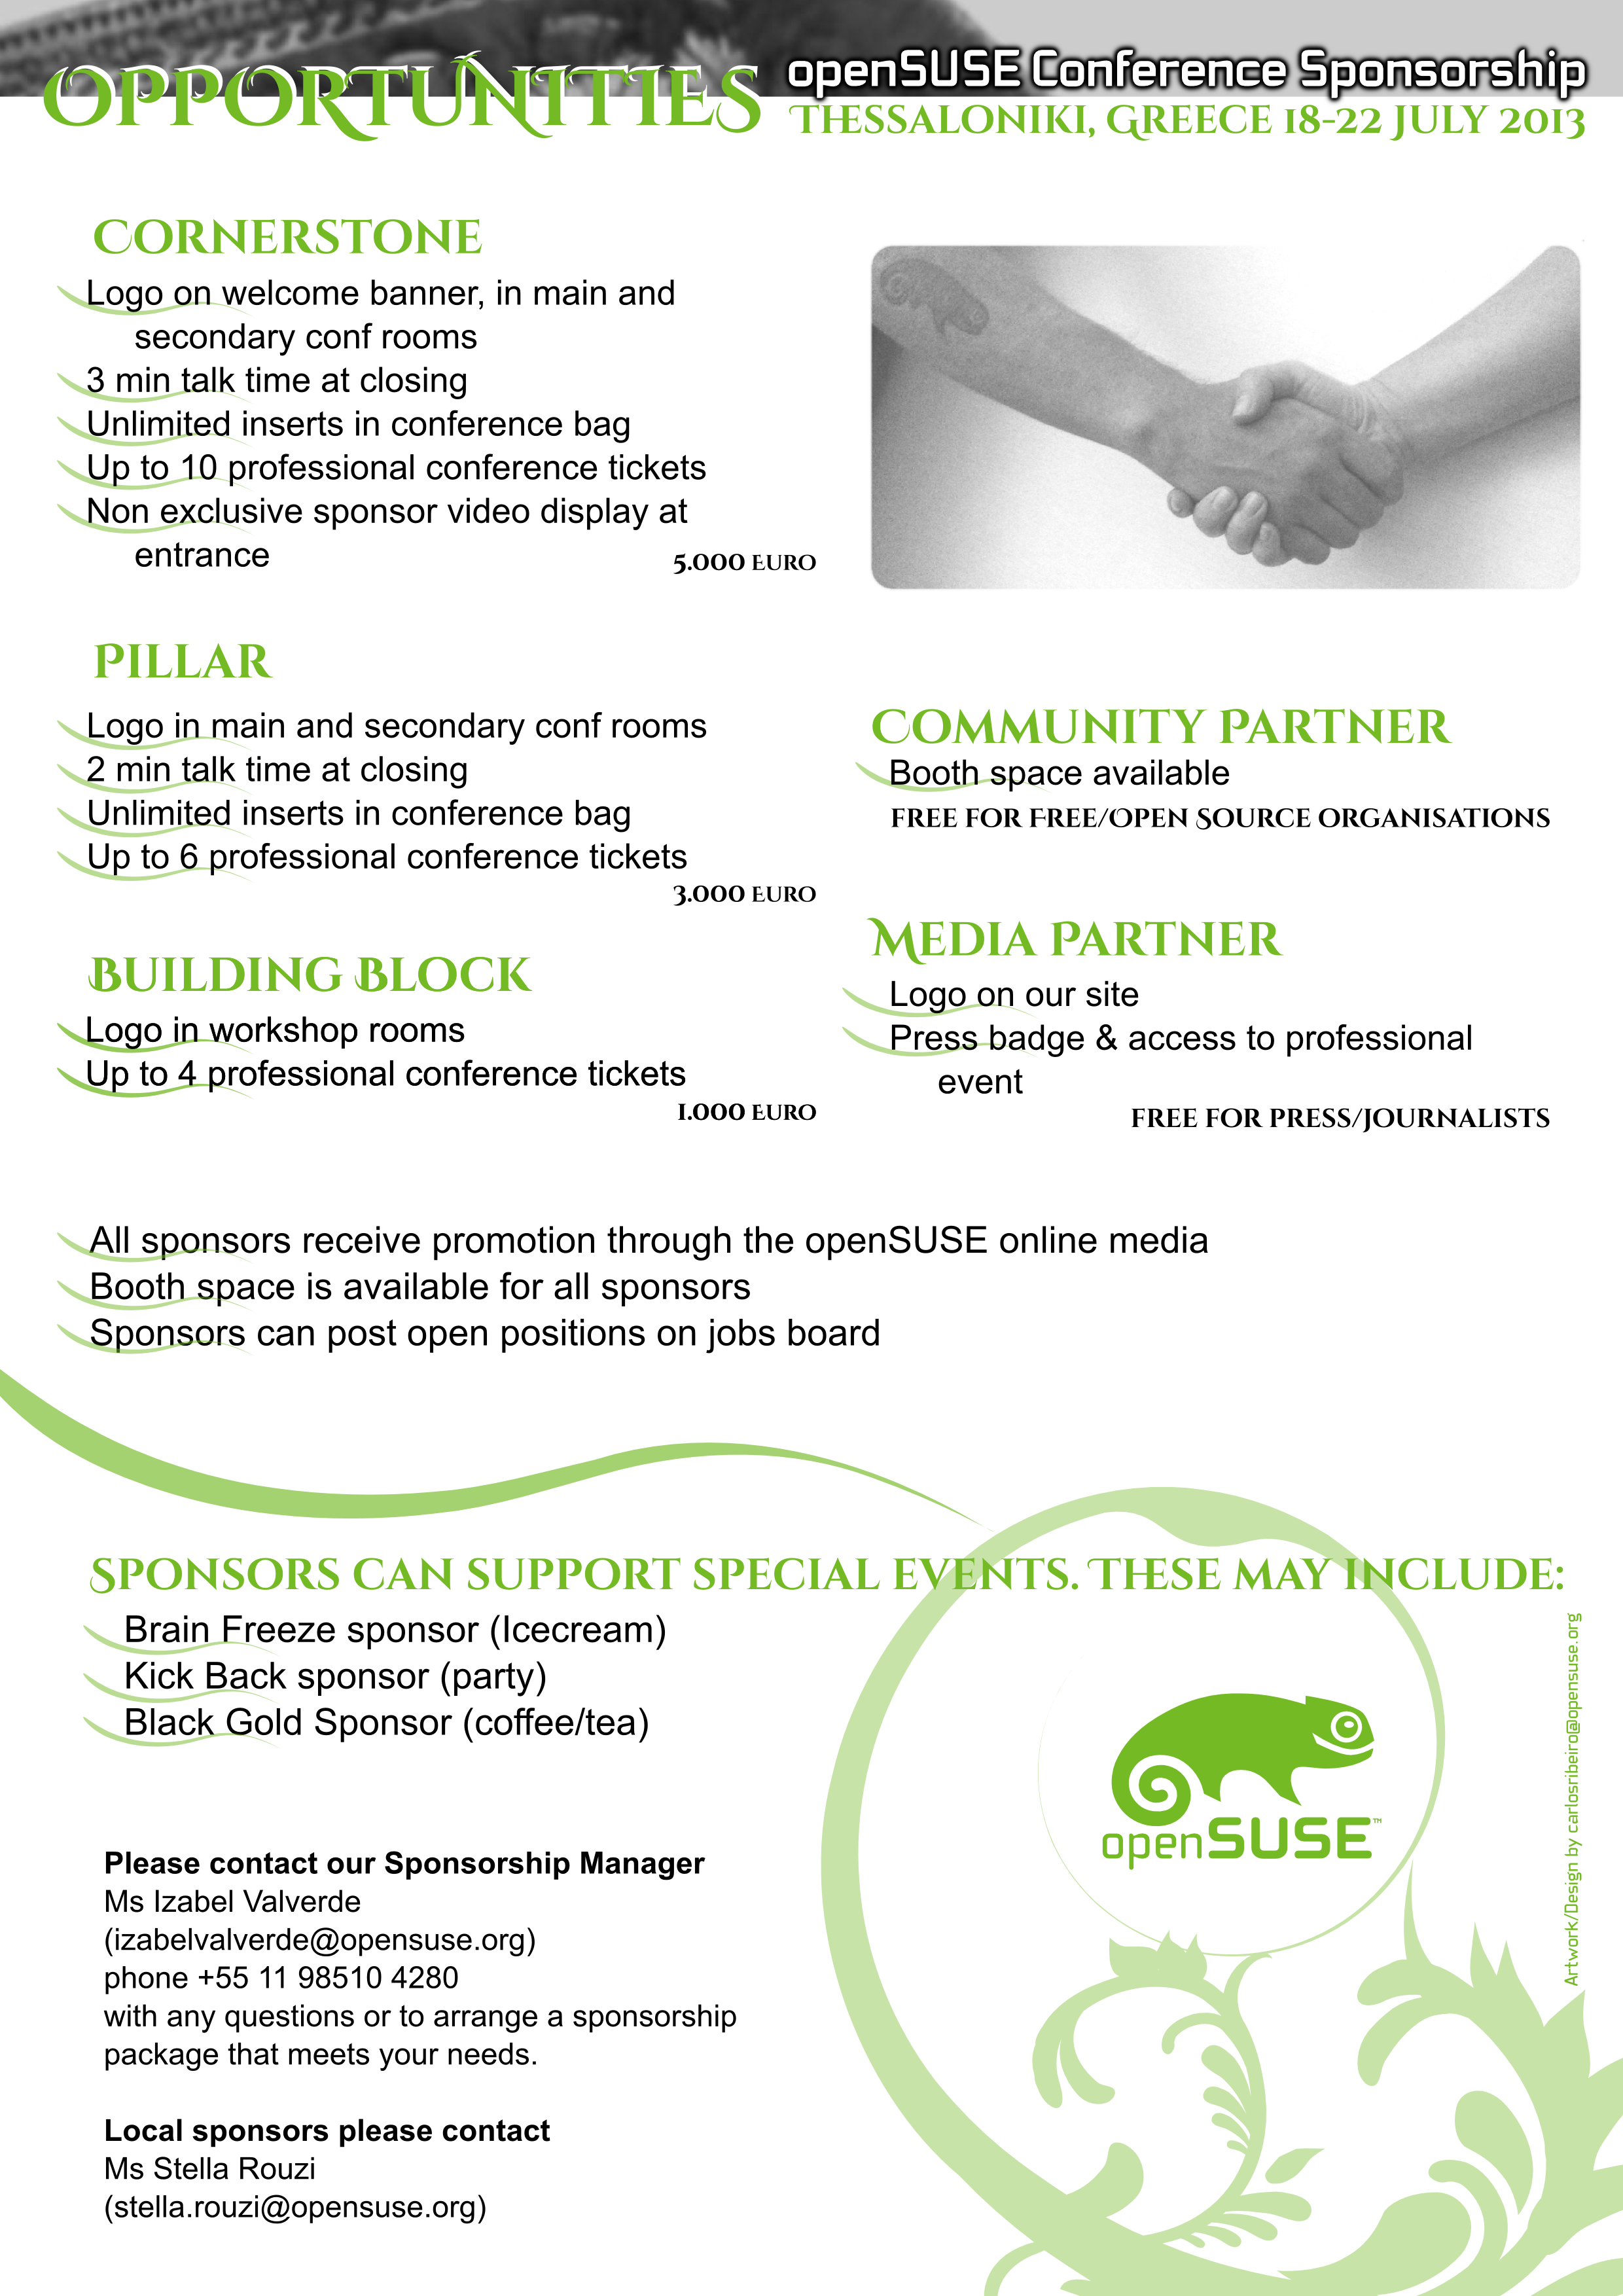 OPPORTUNITIES
openSUSE Conference Sponsorship
THESSALONIKI, GREECE 18-22 JULY 2013
CORNERSTONE
Logo on welcome banner, in main and
secondary conf rooms
3 min talk time at closing
Unlimited inserts in conference bag
Up to 10 professional conference tickets
Non exclusive sponsor video display at
entrance
5.000 EURO
PILLAR
Logo in main and secondary conf rooms
2 min talk time at closing
Unlimited inserts in conference bag
Up to 6 professional conference tickets
3.000 EURO
BUILDING BLOCK
Logo in workshop rooms
Up to 4 professional conference tickets
1.000 EURO
COMMUNITY PARTNER
Booth space available
FREE FOR FREE/OPEN SOURCE ORGANISATIONS
MEDIA PARTNER
Logo on our site
Press badge & access to professional
event
FREE FOR PRESS/JOURNALISTS
All sponsors receive promotion through the openSUSE online media
Booth space is available for all sponsors
Sponsors can post open positions on jobs board
SPONSORS CAN SUPPORT SPECIAL EVENTS. THESE MAY INCLUDE:
Brain Freeze sponsor (Icecream)
Kick Back sponsor (party)
Black Gold Sponsor (coffee/tea)
openSUSE™
Artwork/Design by carlosribeiro@opensuse.org
Please contact our Sponsorship Manager
Ms Izabel Valverde
(izabelvalverde@opensuse.org)
phone +55 11 98510 4280
with any questions or to arrange a sponsorship
package that meets your needs.
Local sponsors please contact
Ms Stella Rouzi
(stella.rouzi@opensuse.org)